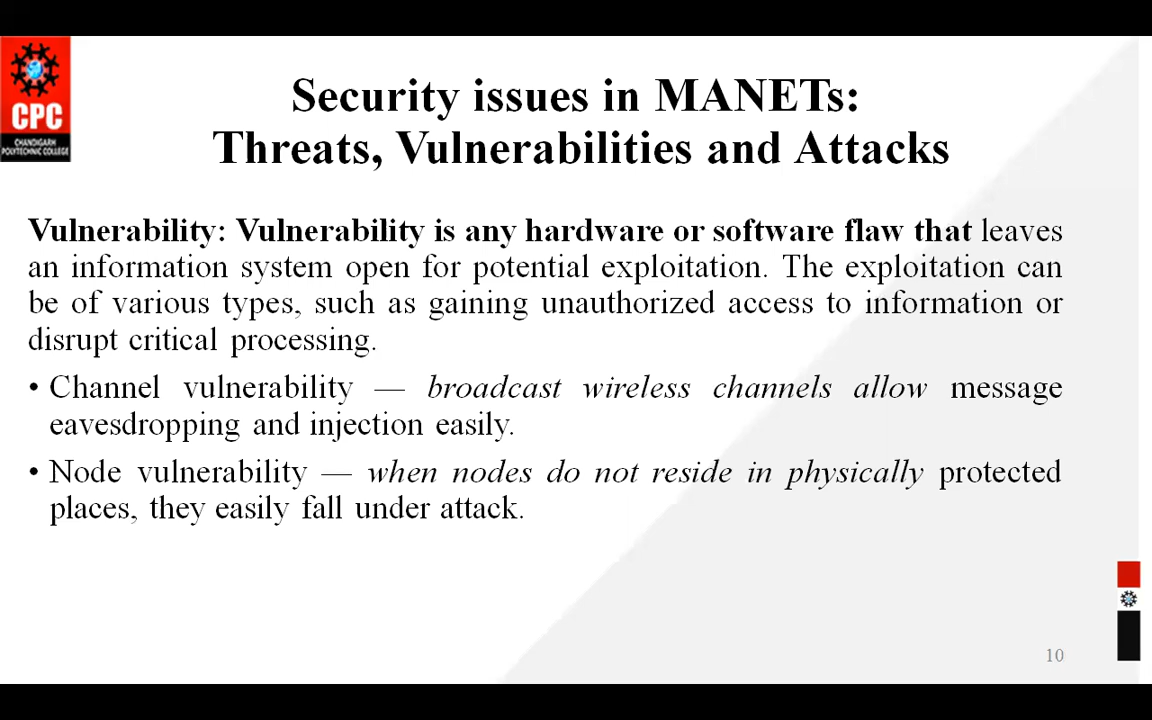 CPC
CHANDIGARH
POLYTECHNIC COLLEGE
Security issues in MANETs:
Threats, Vulnerabilities and Attacks
Vulnerability: Vulnerability is any hardware or software flaw that leaves
an information system open for potential exploitation. The exploitation can
be of various types, such as gaining unauthorized access to information or
disrupt critical processing.
• Channel vulnerability — broadcast wireless channels allow message
eavesdropping and injection easily.
• Node vulnerability — when nodes do not reside in physically protected
places, they easily fall under attack.
10